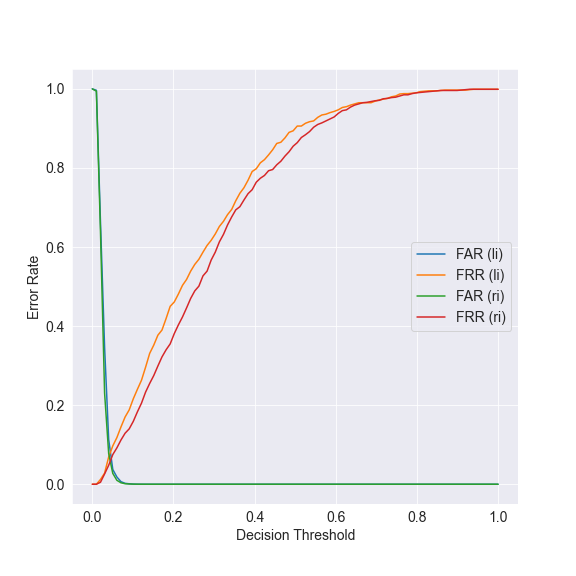 1.0
0.8
0.6
0.4
0.2
0.0
Error Rate
FAR (li)
FRR (li)
FAR (ri)
FRR (ri)
0.0 0.2 0.4 0.6 0.8 1.0
Decision Threshold